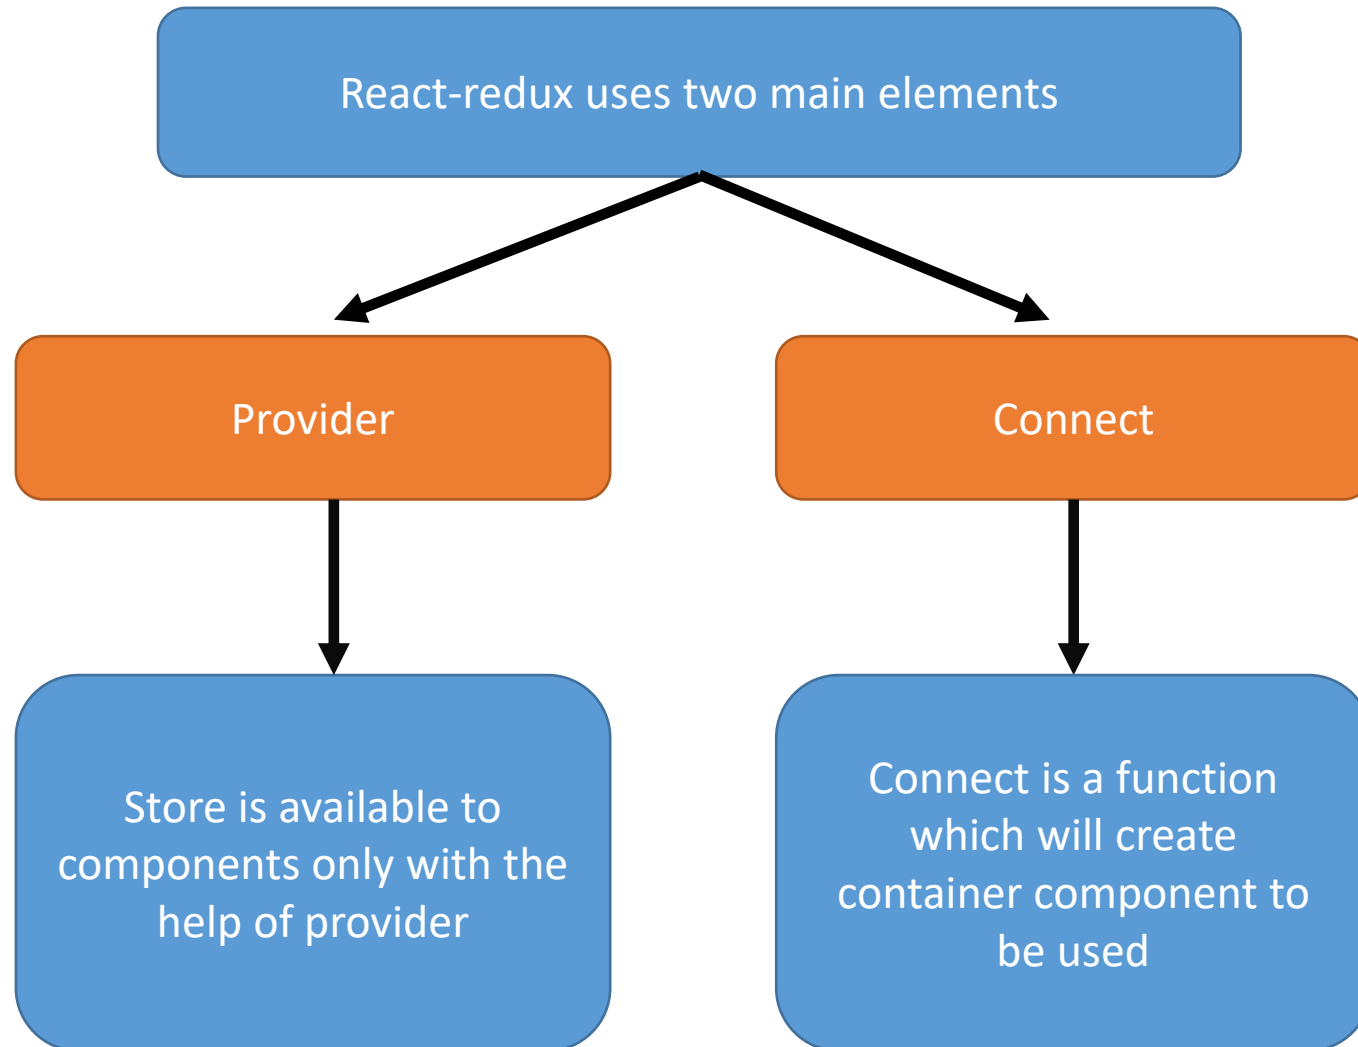 React-redux uses two main elements
Provider
Connect
Store is available to
components only with the
help of provider
Connect is a function
which will create
container component to
be used